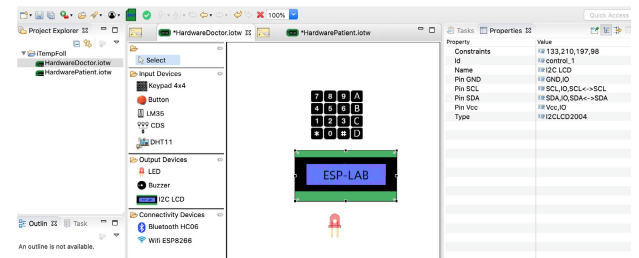 100%
Quick Access
Project Explorer
iTempFoll
HardwareDoctor.iotw
HardwarePatient.iotw
Outlin
Task
An outline is not available.
*HardwareDoctor.iotw
*HardwarePatient.iotw
Select
Input Devices
Keypad 4x4
Button
LM35
CDS
DHT11
Output Devices
LED
Buzzer
I2C LCD
Connectivity Devices
Bluetooth HC06
Wifi ESP8266
7 8 9 A
4 5 6 B
1 2 3 C
* 0 # D
ESP-LAB
Tasks
Properties
Property Value
Constraints 133,210,197,98
Id control_1
Name I2C LCD
Pin GND GND,IO
Pin SCL SCL,IO,SCL<->SCL
Pin SDA SDA,IO,SDA<->SDA
Pin Vcc Vcc,IO
Type I2CLCD2004